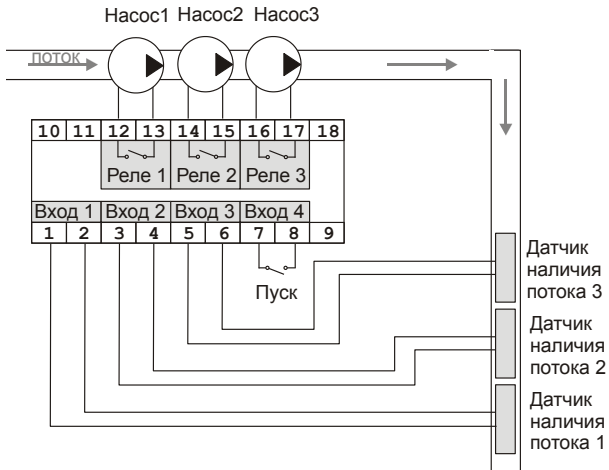 Насос1 Насос2 Насос3
поток
10 11 12 13 14 15 16 17 18
Реле 1 Реле 2 Реле 3
Вход 1 Вход 2 Вход 3 Вход 4
1 2 3 4 5 6 7 8 9
Пуск
Датчик
наличия
потока 3
Датчик
наличия
потока 2
Датчик
наличия
потока 1